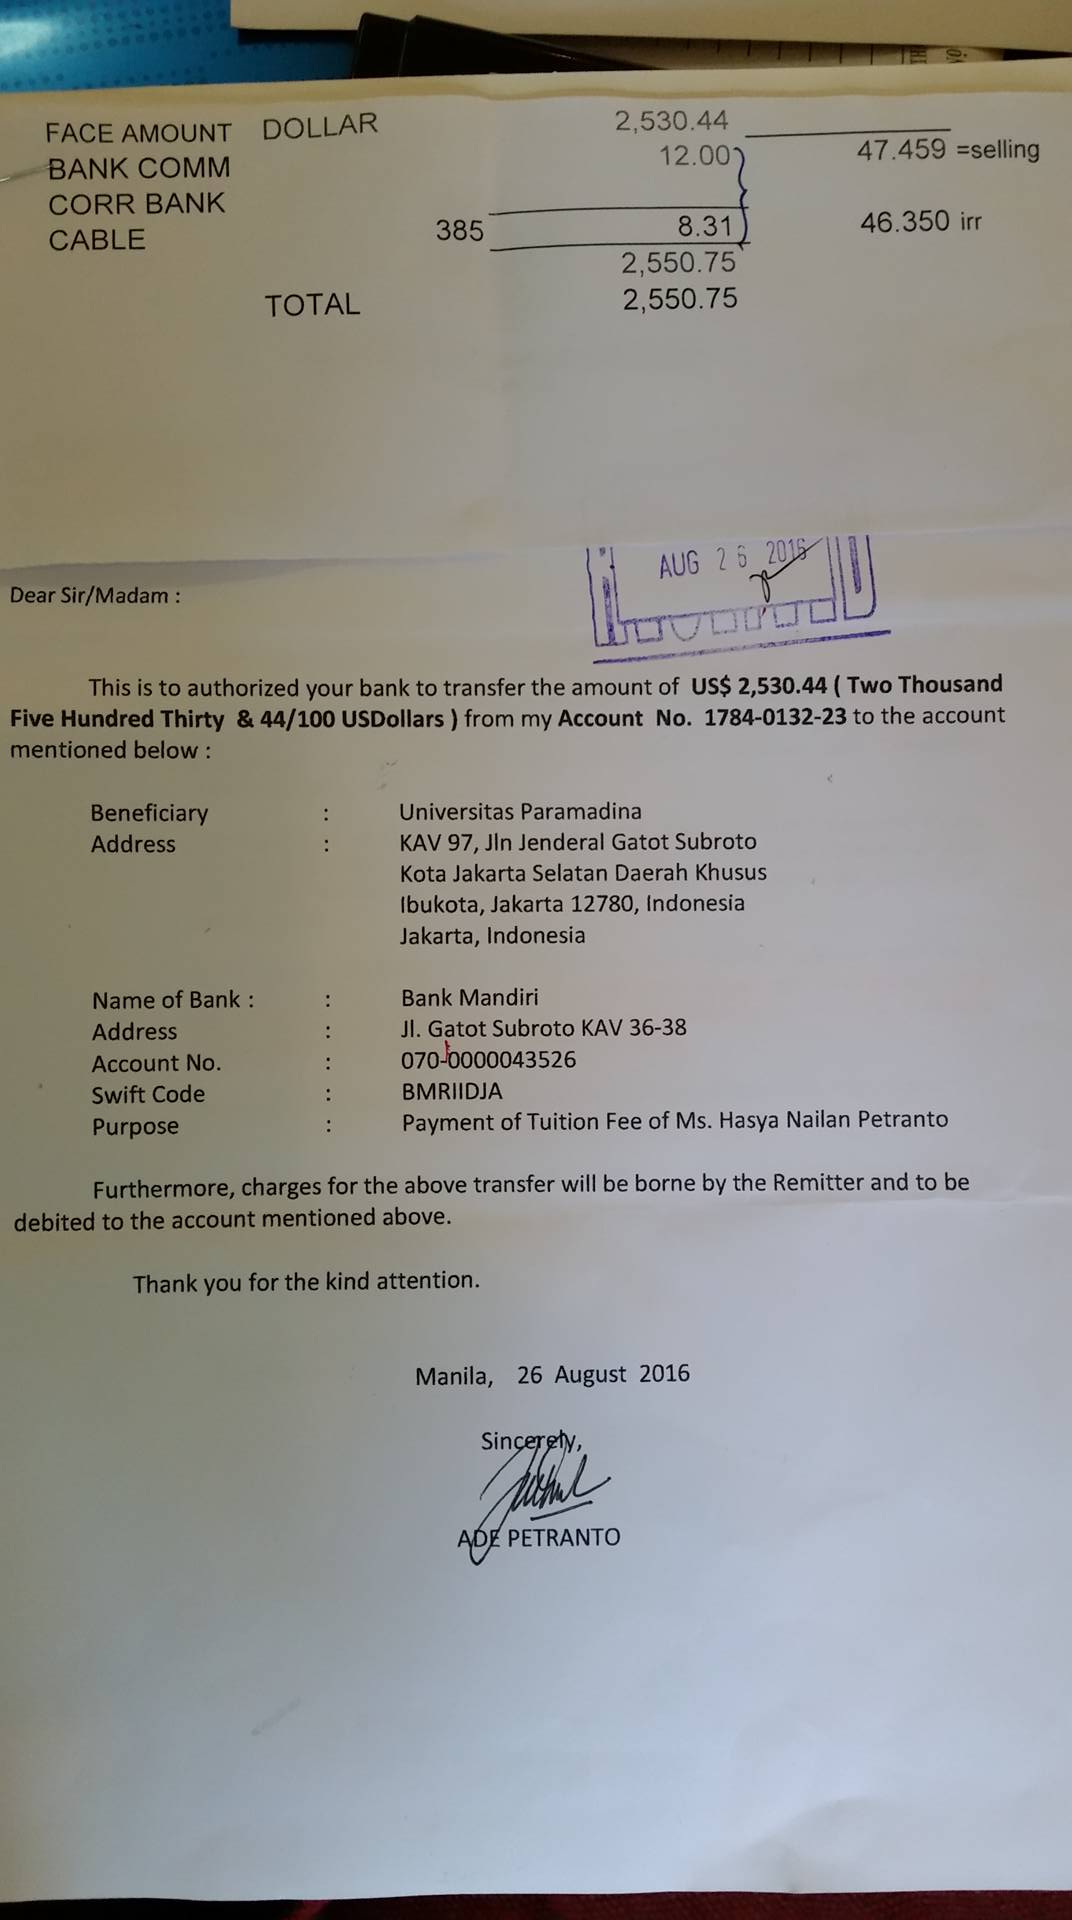 FACE AMOUNT DOLLAR 2,530.44
BANK COMM 12.00 47.459 =selling
CORR BANK
CABLE 385 8.31 46.350 irr
2,550.75
TOTAL 2,550.75
AUG 26 2016
Dear Sir/Madam :
This is to authorized your bank to transfer the amount of US$ 2,530.44 ( Two Thousand
Five Hundred Thirty & 44/100 USDollars ) from my Account No. 1784-0132-23 to the account
mentioned below :
Beneficiary : Universitas Paramadina
Address : KAV 97, Jln Jenderal Gatot Subroto
Kota Jakarta Selatan Daerah Khusus
Ibukota, Jakarta 12780, Indonesia
Jakarta, Indonesia
Name of Bank : : Bank Mandiri
Address : Jl. Gatot Subroto KAV 36-38
Account No. : 070-0000043526
Swift Code : BMRIIDJA
Purpose : Payment of Tuition Fee of Ms. Hasya Nailan Petranto
Furthermore, charges for the above transfer will be borne by the Remitter and to be
debited to the account mentioned above.
Thank you for the kind attention.
Manila, 26 August 2016
Sincerely,
ADE PETRANTO